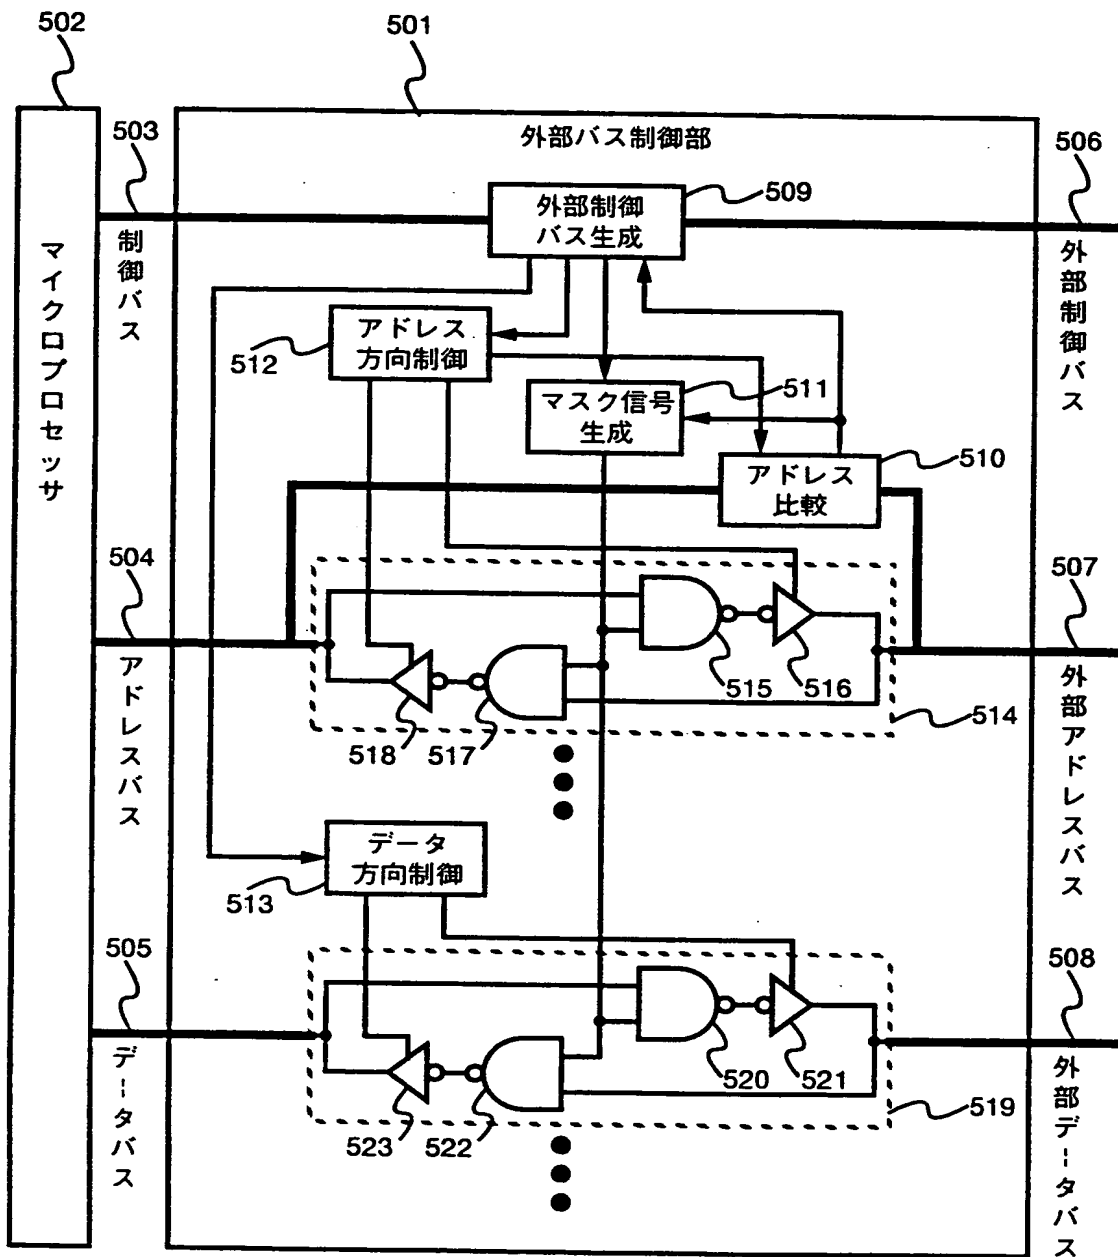 502
501
503
外部バス制御部
506
509
外部制御
バス生成
マイクロプロセッサ
制御バス
外部制御バス
アドレス
方向制御
512
511
マスク信号
生成
510
アドレス
比較
504
507
アドレスバス
515
516
518
517
514
外部アドレスバス
データ
方向制御
513
505
508
データバス
520
521
523
522
519
外部データバス